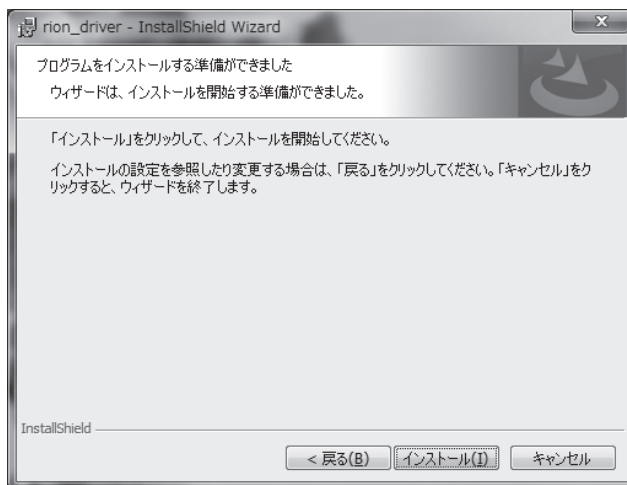 rion_driver - InstallShield Wizard
プログラムをインストールする準備ができました
ウィザードは、インストールを開始する準備ができました。
「インストール」をクリックして、インストールを開始してください。
インストールの設定を参照したり変更する場合は、「戻る」をクリックしてください。「キャンセル」をク
リックすると、ウィザードを終了します。
InstallShield
< 戻る(B)
インストール(I)
キャンセル